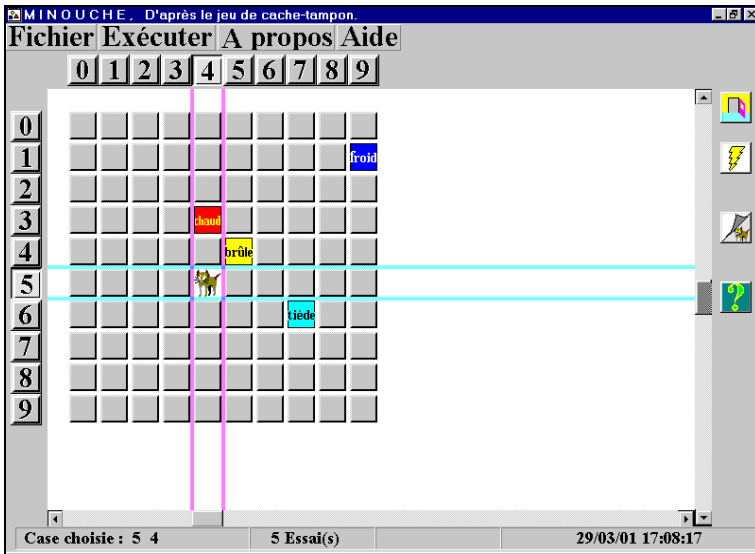 MINOUCHE, D'après le jeu de cache-tampon.
Fichier Exécuter A propos Aide
0 1 2 3 4 5 6 7 8 9
0
1 froid
2
3 chaud
4 brûle
5
6 tiède
7
8
9
Case choisie : 5 4 5 Essai(s) 29/03/01 17:08:17